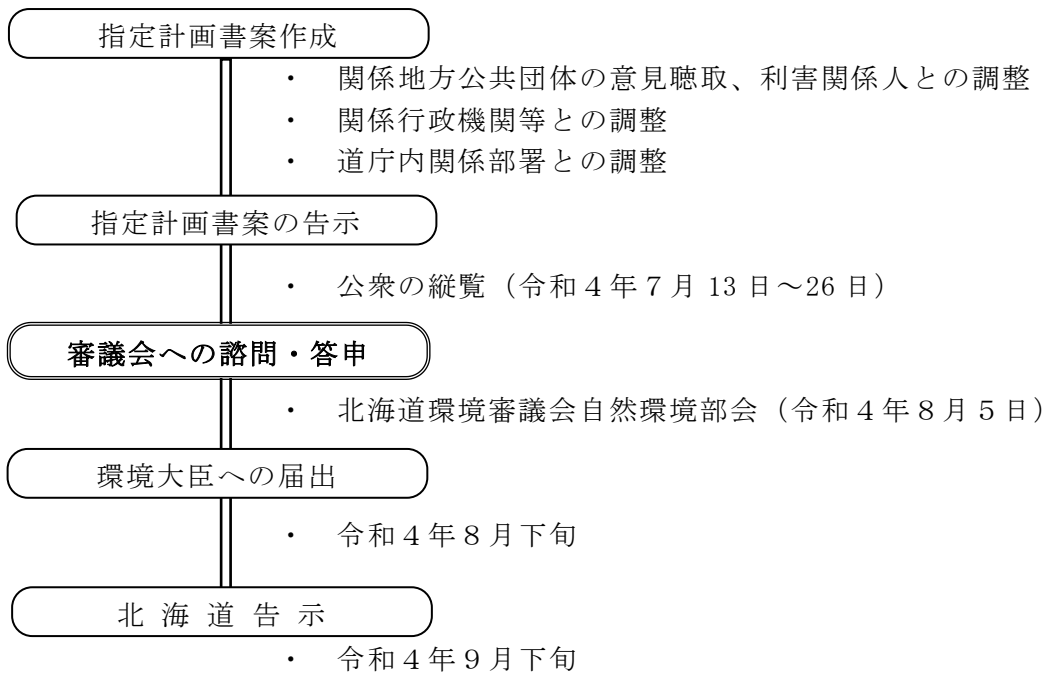 指定計画書案作成
・ 関係地方公共団体の意見聴取、利害関係人との調整
・ 関係行政機関等との調整
・ 道庁内関係部署との調整
指定計画書案の告示
・ 公衆の縦覧（令和４年７月 13 日～26 日）
審議会への諮問・答申
・ 北海道環境審議会自然環境部会（令和４年８月５日）
環境大臣への届出
・ 令和４年８月下旬
北 海 道 告 示
・ 令和４年９月下旬